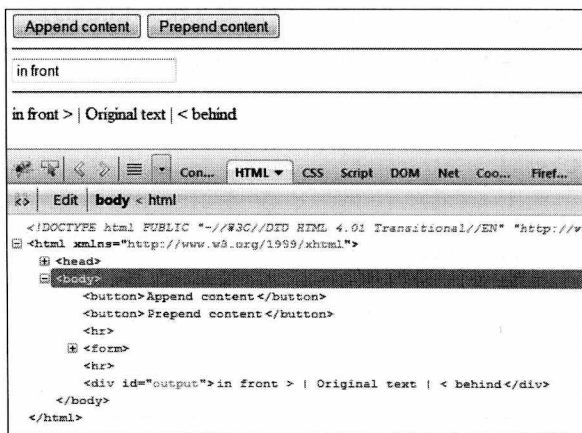 Append content Prepend content
in front
in front > | Original text | < behind
Con... HTML CSS Script DOM Net Coo... Firef...
Edit body < html
<!DOCTYPE html PUBLIC "-//W3C//DTD HTML 4.01 Transitional//EN" "http://w
<html xmlns="http://www.w3.org/1999/xhtml">
<head>
<body>
<button>Append content</button>
<button>Prepend content</button>
<hr>
<form>
<hr>
<div id="output">in front > | Original text | < behind</div>
</body>
</html>